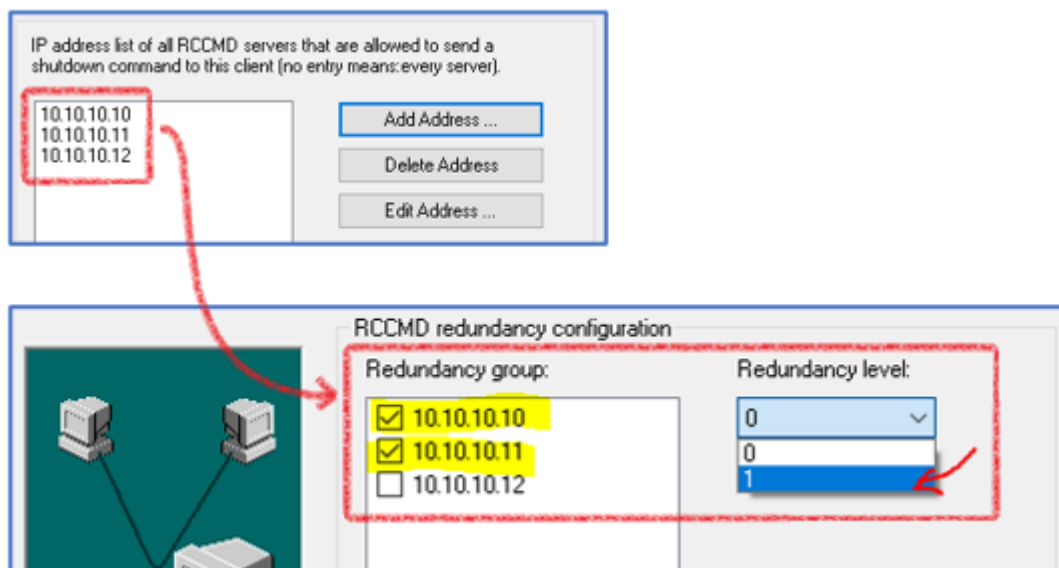 IP address list of all RCCMD servers that are allowed to send a
shutdown command to this client (no entry means:every server).
10.10.10.10
10.10.10.11
10.10.10.12
Add Address ...
Delete Address
Edit Address ...
RCCMD redundancy configuration
Redundancy group:
10.10.10.10
10.10.10.11
10.10.10.12
Redundancy level:
0
0
1